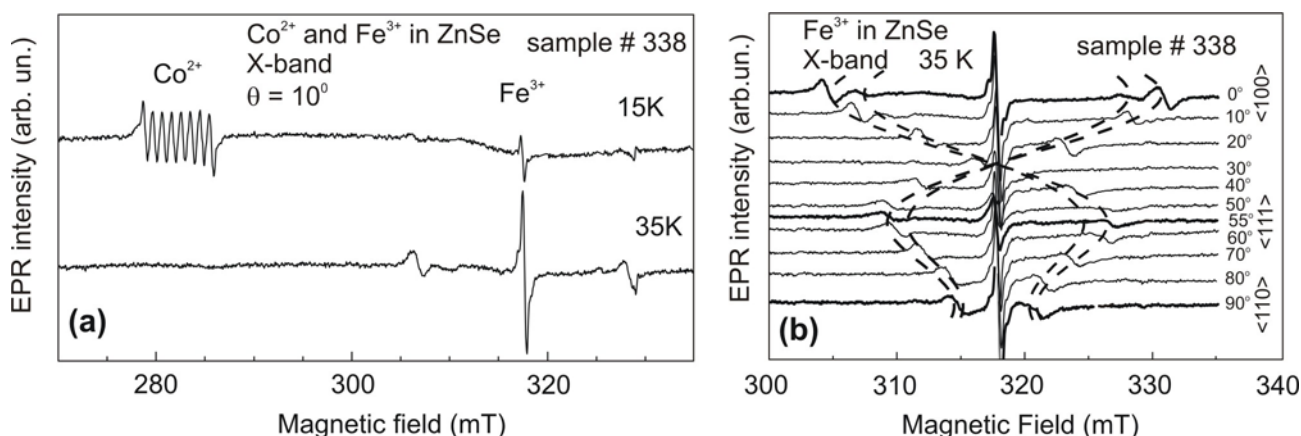 Co²⁺ and Fe³⁺ in ZnSe
X-band
θ = 10⁰
sample # 338
Co²⁺
Fe³⁺
15K
35K
(a)
EPR intensity (arb. un.)
280
300
320
Magnetic field (mT)
Fe³⁺ in ZnSe
X-band 35 K
sample # 338
0°
10°
20°
30°
40°
50°
55°
60°
70°
80°
90°
<100>
<111>
<110>
(b)
EPR intensity (arb.un.)
300
310
320
330
340
Magnetic Field (mT)